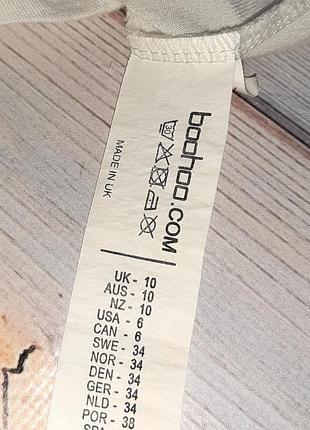 boohoo.com
30
MADE IN UK
UK - 10
AUS - 10
NZ - 10
USA - 6
CAN - 6
SWE - 34
NOR - 34
DEN - 34
GER - 34
NLD - 34
POR - 38